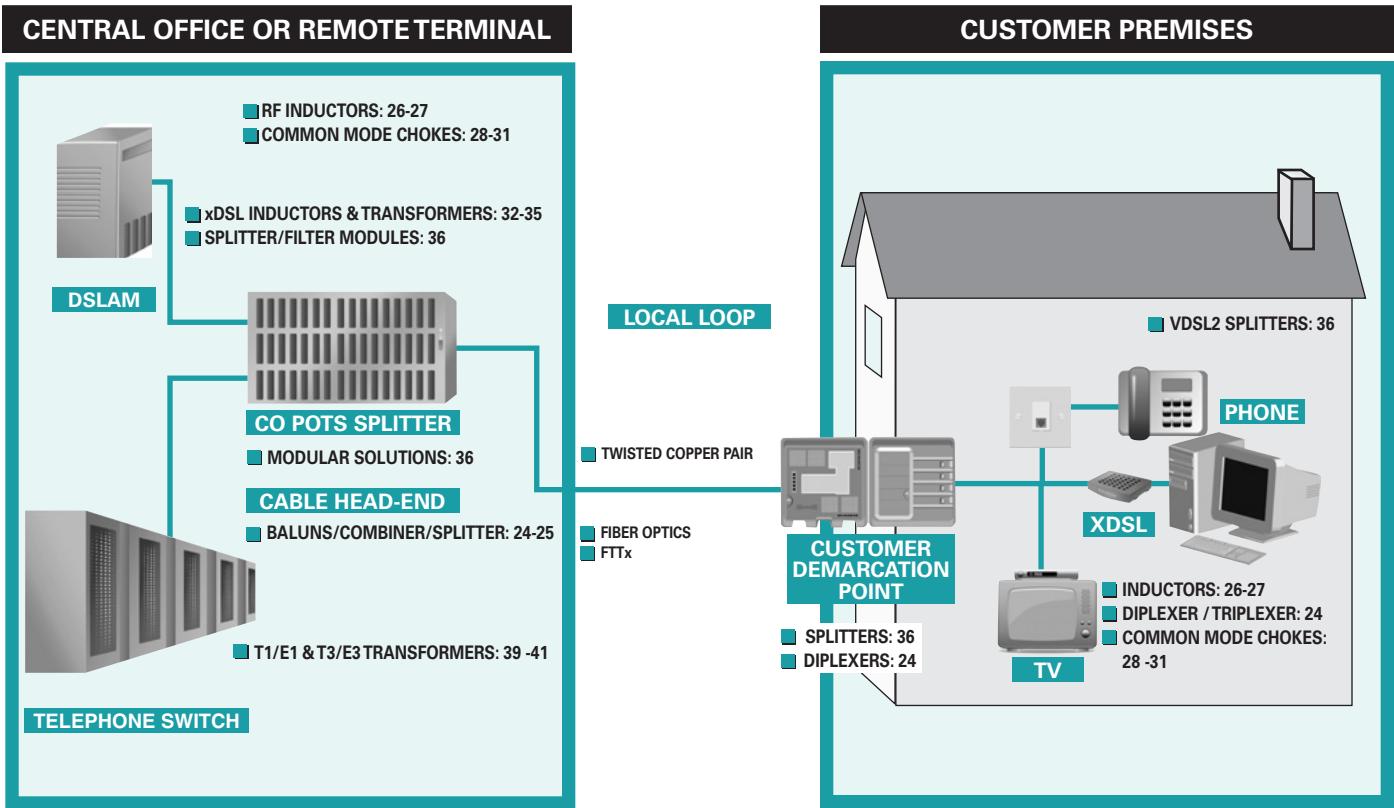 CENTRAL OFFICE OR REMOTE TERMINAL
RF INDUCTORS: 26-27
COMMON MODE CHOKES: 28-31
xDSL INDUCTORS & TRANSFORMERS: 32-35
SPLITTER/FILTER MODULES: 36
DSLAM
CO POTS SPLITTER
MODULAR SOLUTIONS: 36
CABLE HEAD-END
BALUNS/COMBINER/SPLITTER: 24-25
T1/E1 & T3/E3 TRANSFORMERS: 39 -41
TELEPHONE SWITCH
LOCAL LOOP
TWISTED COPPER PAIR
FIBER OPTICS
FTTx
CUSTOMER PREMISES
CUSTOMER
DEMARCATION
POINT
SPLITTERS: 36
DIPLEXERS: 24
VDSL2 SPLITTERS: 36
PHONE
XDSL
TV
INDUCTORS: 26-27
DIPLEXER / TRIPLEXER: 24
COMMON MODE CHOKES:
28 -31